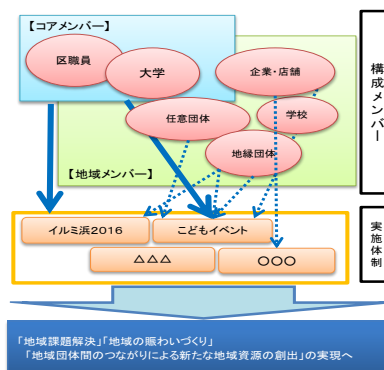 【コアメンバー】
区職員
大学
企業・店舗
任意団体
学校
地縁団体
【地域メンバー】
構成メンバー
イルミ浜2016
こどもイベント
△△△
○○○
実施体制
「地域課題解決」「地域の賑わいづくり」
「地域団体間のつながりによる新たな地域資源の創出」の実現へ